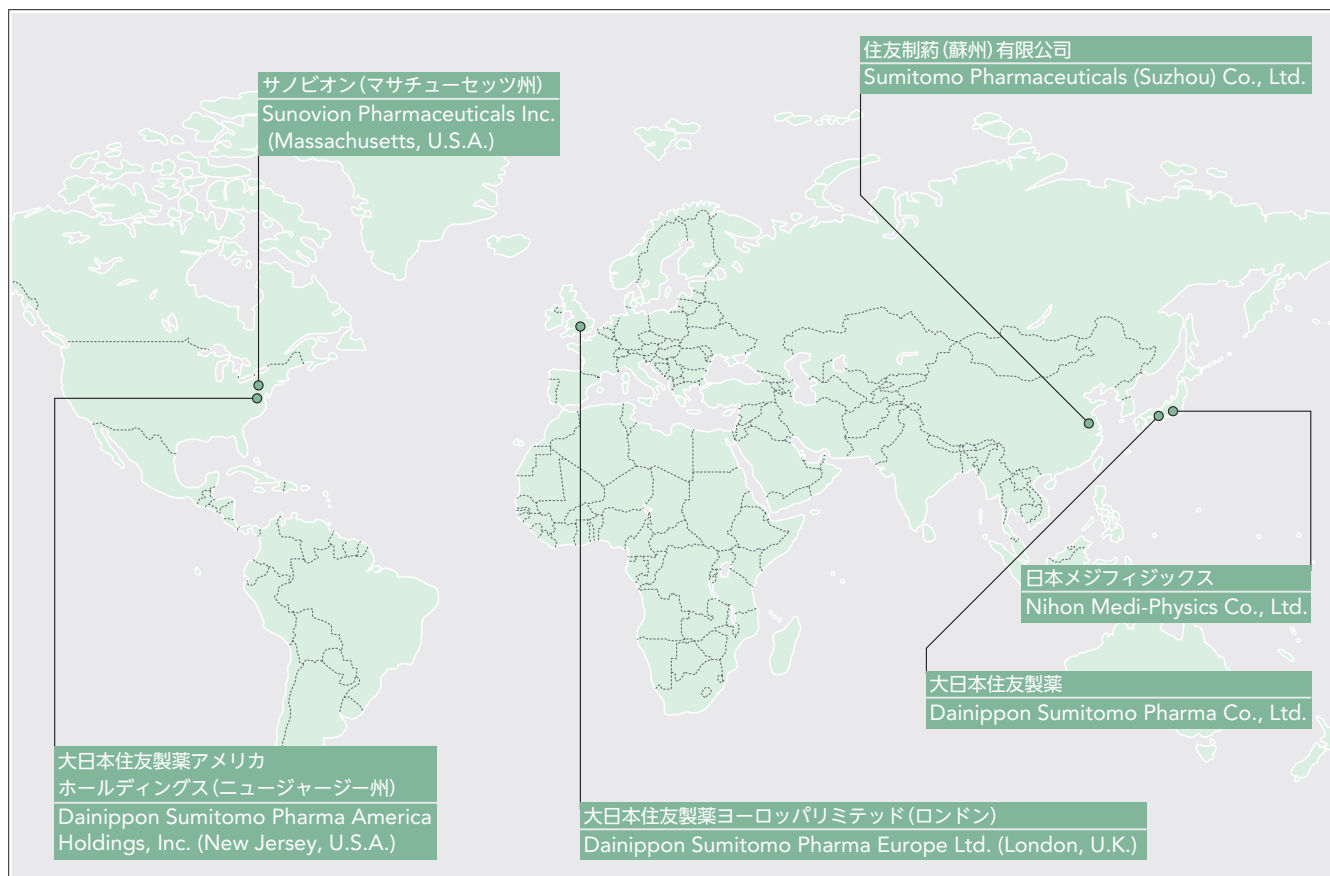 住友制葯(蘇州)有限公司
Sumitomo Pharmaceuticals (Suzhou) Co., Ltd.
サノビオン(マサチューセッツ州)
Sunovion Pharmaceuticals Inc.
(Massachusetts, U.S.A.)
日本メジフィジックス
Nihon Medi-Physics Co., Ltd.
大日本住友製薬
Dainippon Sumitomo Pharma Co., Ltd.
大日本住友製薬アメリカ
ホールディングス(ニュージャージー州)
Dainippon Sumitomo Pharma America
Holdings, Inc. (New Jersey, U.S.A.)
大日本住友製薬ヨーロッパリミテッド(ロンドン)
Dainippon Sumitomo Pharma Europe Ltd. (London, U.K.)